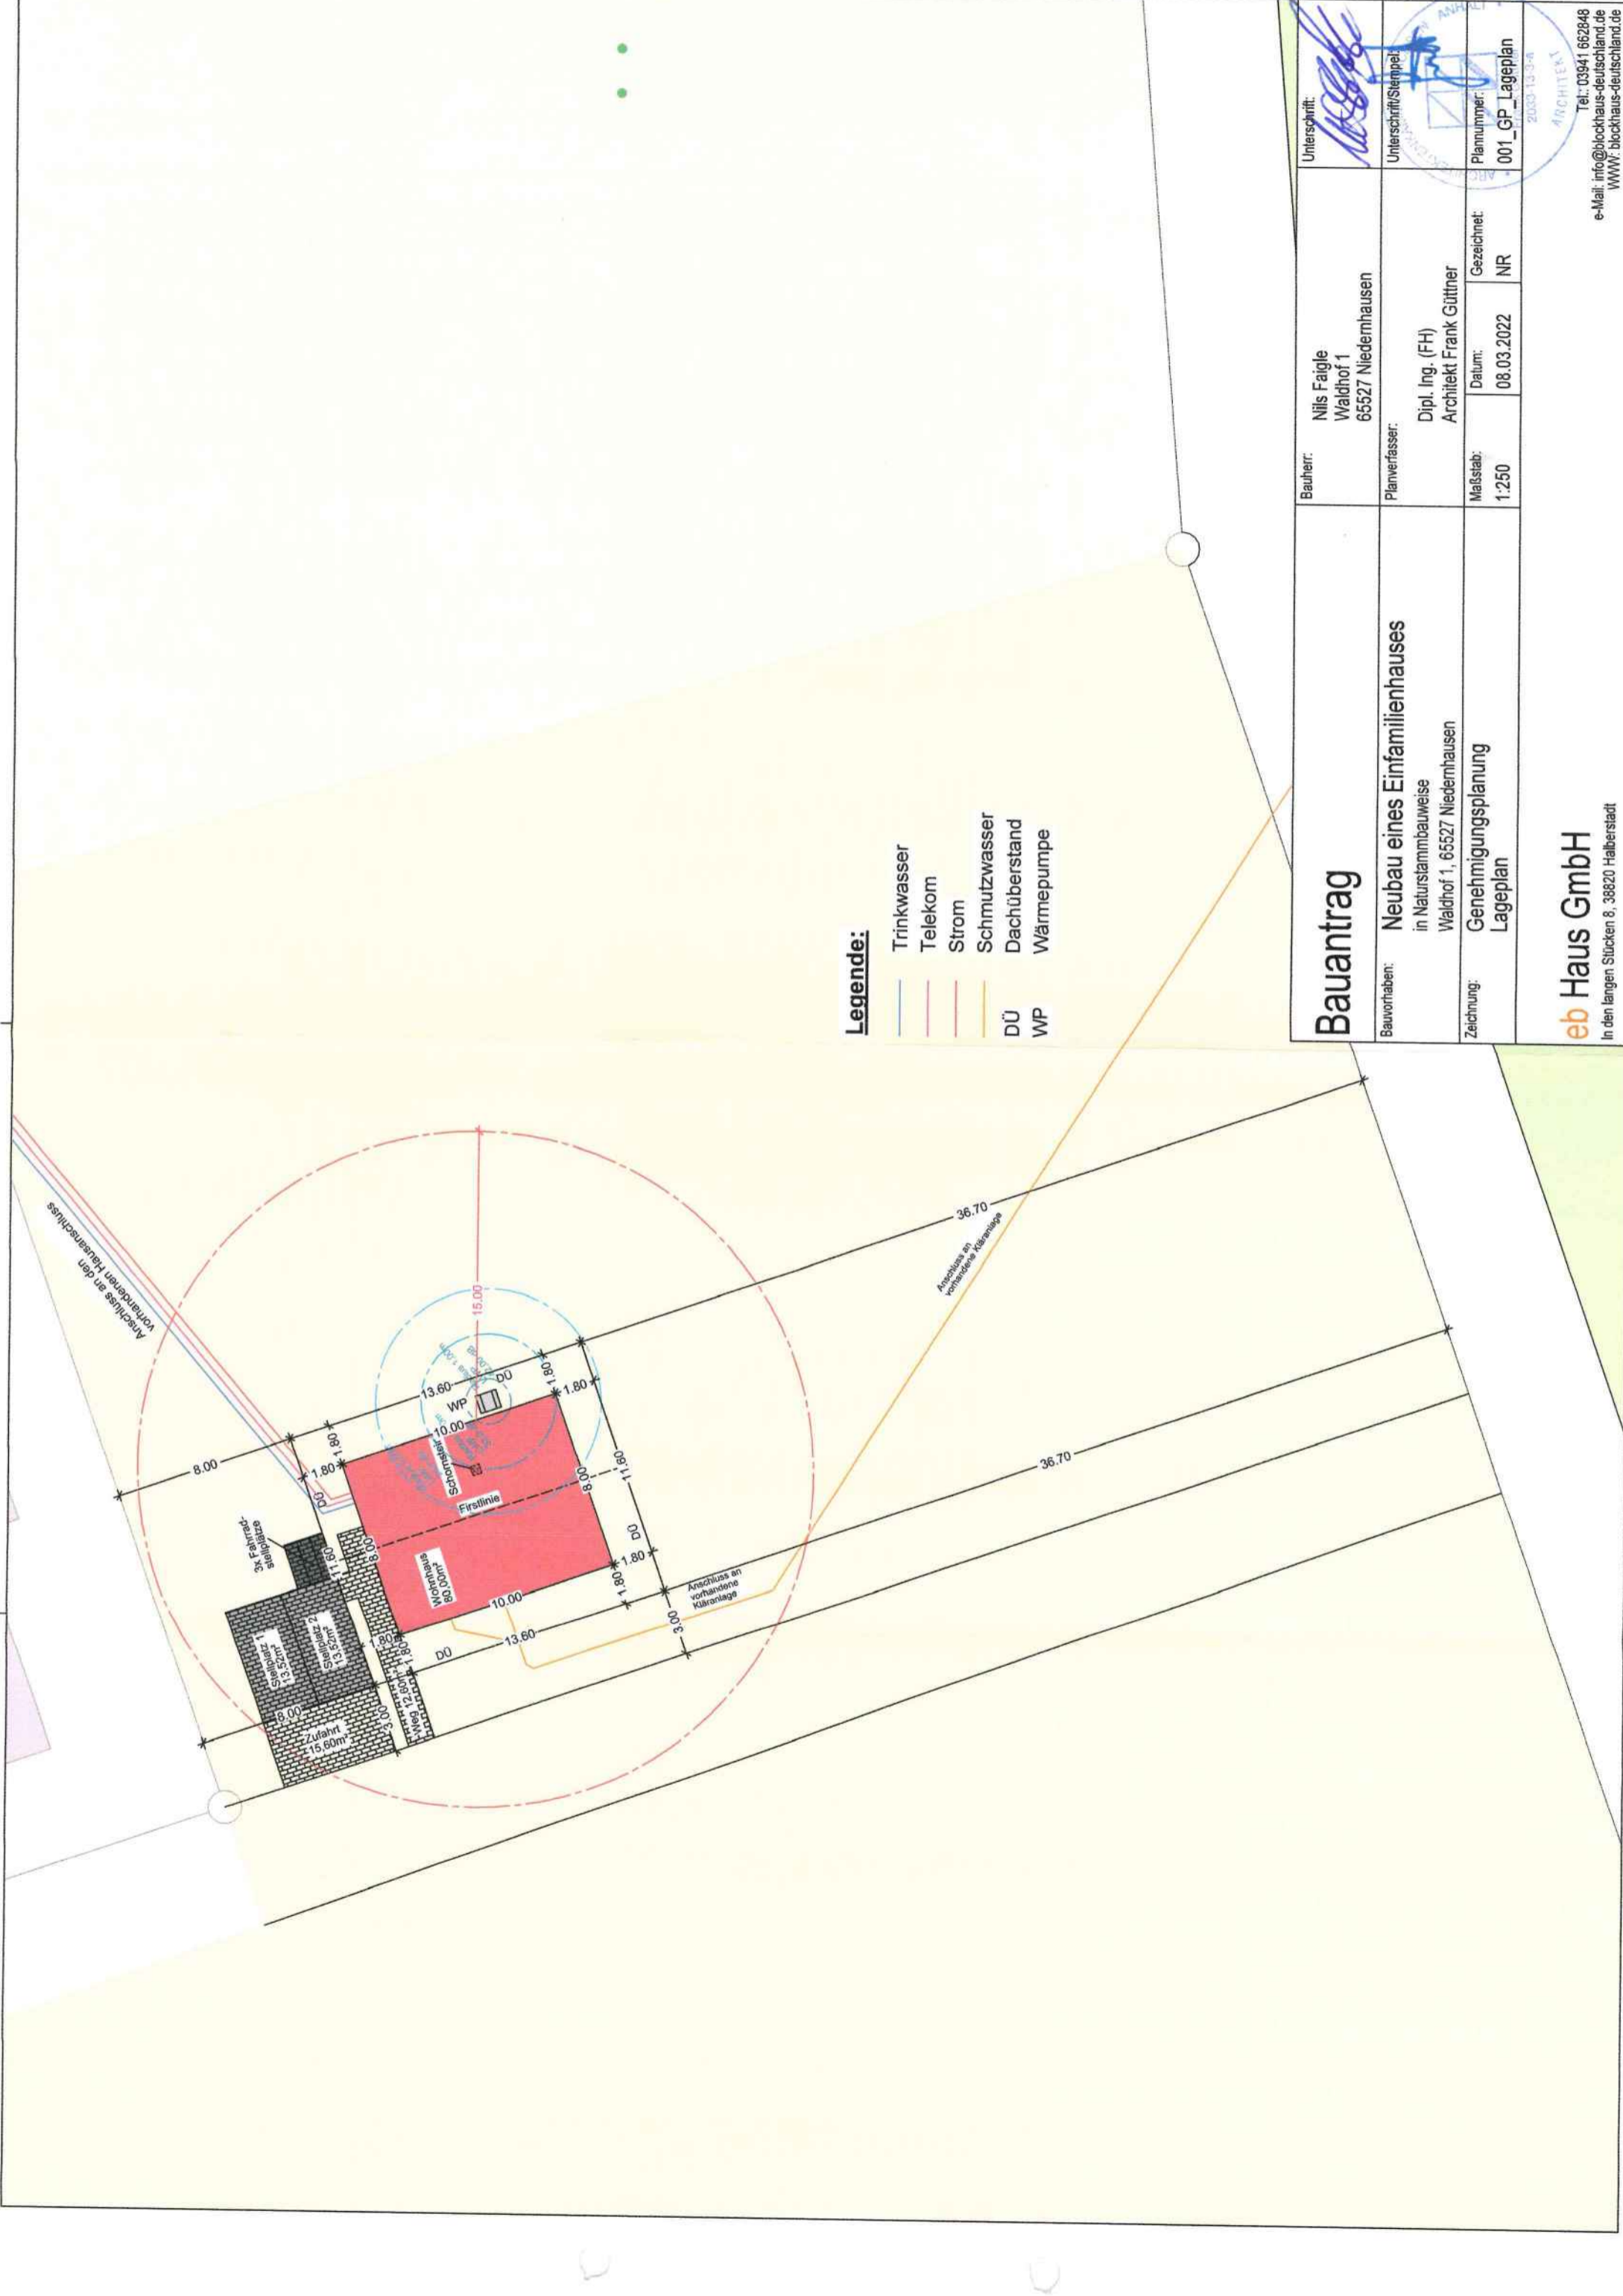 Anschluss an den
vorhandenen Hausanschluss
8.00
3x Fahrrad-
stellplätze
Stellplatz 1
13,52m²
Stellplatz 2
13,52m²
8.00
Zufahrt
15,60m²
3.00
Weg 12,60m²
DÜ
1.80
1.80
11.60
8.00
1.80
1.80
Wohnhaus
80,00m²
Firstlinie
Schornstein
10.00
13.60
WP
DÜ
15.00
10.00
13.60
DÜ
1.80
1.80
8.00
11.60
DÜ
1.80
1.80
3.00
Anschluss an
vorhandene
Kläranlage
36.70
36.70
Anschluss an
vorhandene Kläranlage
Legende:
Trinkwasser
Telekom
Strom
Schmutzwasser
DÜ Dachüberstand
WP Wärmepumpe
Bauantrag
Bauherr:
Nils Faigle
Waldhof 1
65527 Niedernhausen
Unterschrift:
Bauvorhaben:
Neubau eines Einfamilienhauses
in Naturstammbauweise
Waldhof 1, 65527 Niedernhausen
Planverfasser:
Dipl. Ing. (FH)
Architekt Frank Güttner
Unterschrift/Stempel:
Zeichnung:
Genehmigungsplanung
Lageplan
Maßstab:
1:250
Datum:
08.03.2022
Gezeichnet:
NR
Plannummer:
001_GP_Lageplan
ANHALT
ARCHITEKT
eb Haus GmbH
In den langen Stücken 8, 38820 Halberstadt
Tel.: 03941 662848
e-Mail: info@blockhaus-deutschland.de
WWW: blockhaus-deutschland.de